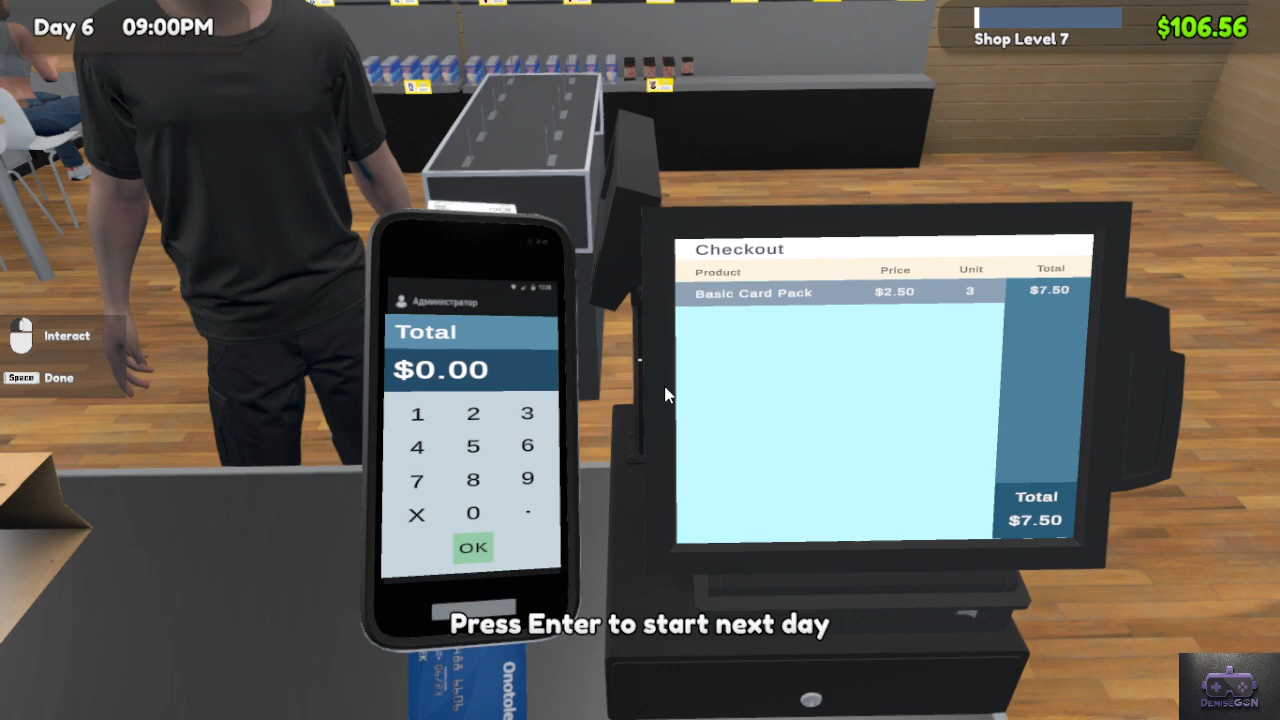 Day 6 09:00PM
Shop Level 7
$106.56
Interact
Space Done
Администратор
Total
$0.00
1 2 3
4 5 6
7 8 9
X 0 .
OK
Checkout
Product Price Unit Total
Basic Card Pack $2.50 3 $7.50
Total
$7.50
Press Enter to start next day
Onotole
DEMISEGON